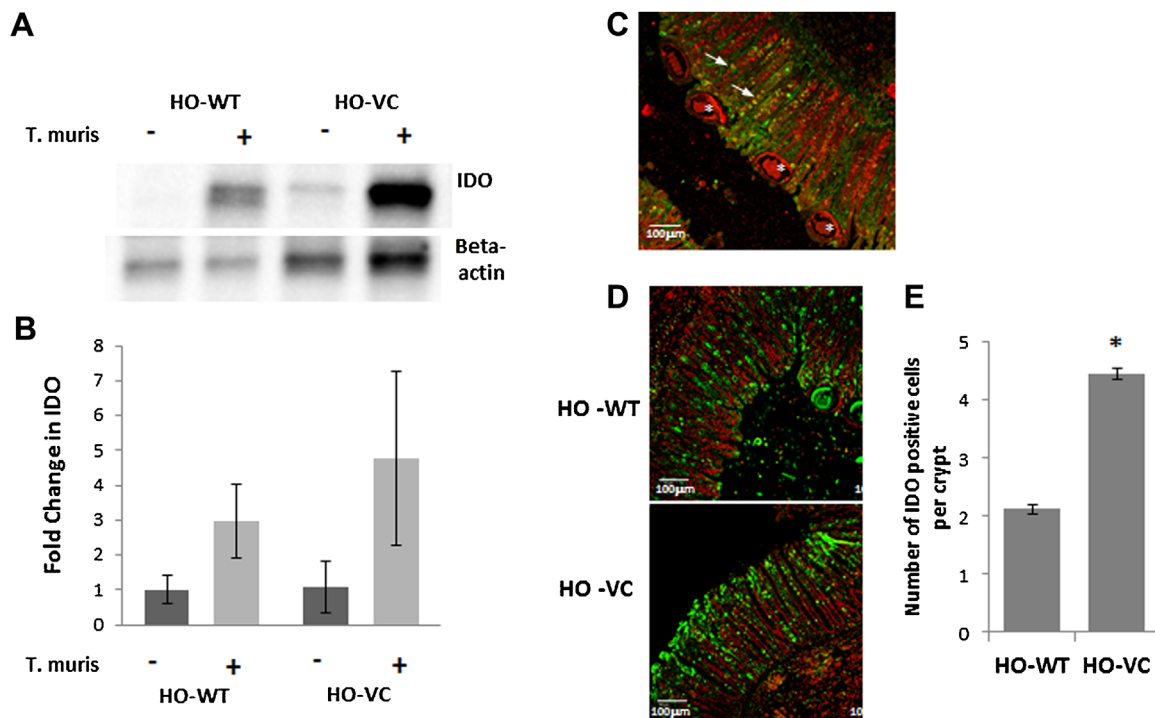 A
HO-WT HO-VC
T. muris - + - +
IDO
Beta-
actin
B
Fold Change in IDO
8
7
6
5
4
3
2
1
0
T. muris - + - +
HO-WT HO-VC
C
* * *
100μm
D
HO -WT
100μm
10
HO -VC
100μm
10
E
Number of IDO positive cells
per crypt
5
4
3
2
1
0
*
HO-WT HO-VC